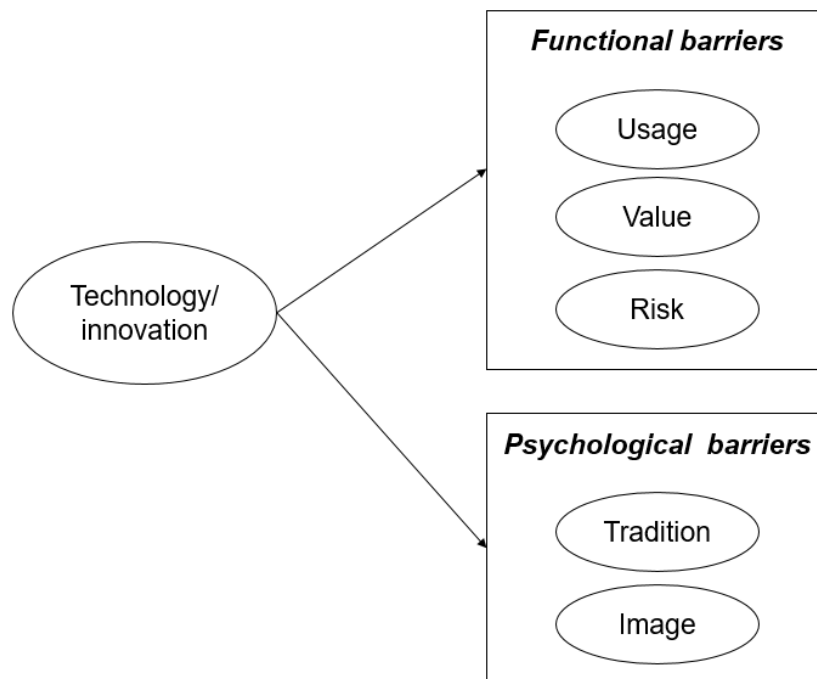 Functional barriers
Usage
Value
Risk
Technology/
innovation
Psychological barriers
Tradition
Image